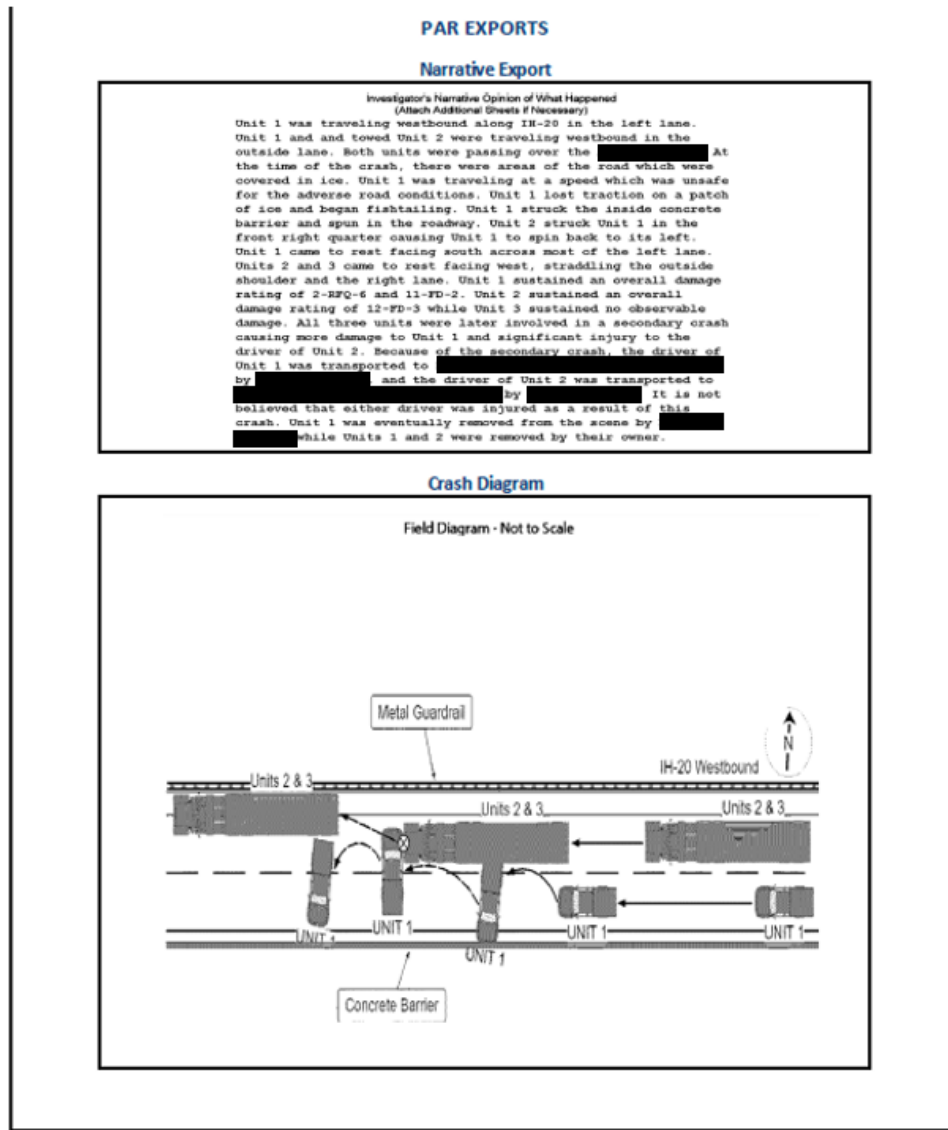 PAR EXPORTS
Narrative Export
Investigator's Narrative Opinion of What Happened
(Attach Additional Sheets if Necessary)
Unit 1 was traveling westbound along IH-20 in the left lane.
Unit 1 and and towed Unit 2 were traveling westbound in the
outside lane. Both units were passing over the At
the time of the crash, there were areas of the road which were
covered in ice. Unit 1 was traveling at a speed which was unsafe
for the adverse road conditions. Unit 1 lost traction on a patch
of ice and began fishtailing. Unit 1 struck the inside concrete
barrier and spun in the roadway. Unit 2 struck Unit 1 in the
front right quarter causing Unit 1 to spin back to its left.
Unit 1 came to rest facing south across most of the left lane.
Units 2 and 3 came to rest facing west, straddling the outside
shoulder and the right lane. Unit 1 sustained an overall damage
rating of 2-RFQ-6 and 11-FD-2. Unit 2 sustained an overall
damage rating of 12-FD-3 while Unit 3 sustained no observable
damage. All three units were later involved in a secondary crash
causing more damage to Unit 1 and significant injury to the
driver of Unit 2. Because of the secondary crash, the driver of
Unit 1 was transported to
by , and the driver of Unit 2 was transported to
by It is not
believed that either driver was injured as a result of this
crash. Unit 1 was eventually removed from the scene by
while Units 1 and 2 were removed by their owner.
Crash Diagram
Field Diagram - Not to Scale
Metal Guardrail
N
IH-20 Westbound
Units 2 & 3
Units 2 & 3
Units 2 & 3
UNIT 1
UNIT 1
UNIT 1
UNIT 1
UNIT 1
Concrete Barrier